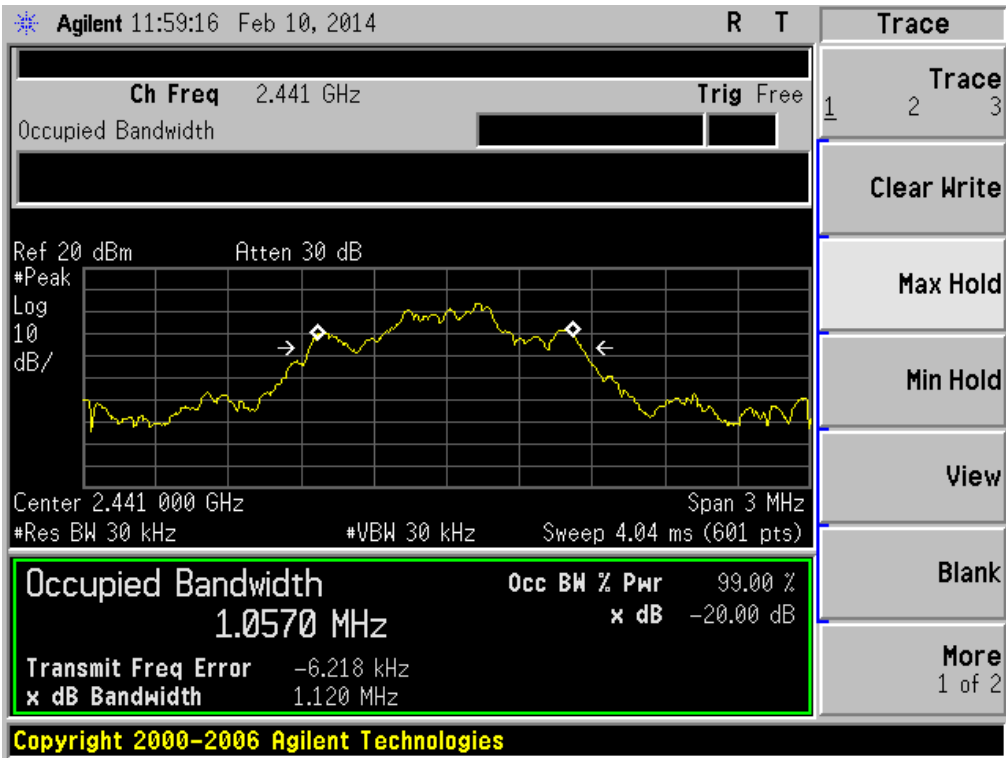 Agilent 11:59:16 Feb 10, 2014 R T
Trace
Ch Freq 2.441 GHz Trig Free
Occupied Bandwidth
Ref 20 dBm Atten 30 dB
#Peak
Log
10
dB/
Center 2.441 000 GHz Span 3 MHz
#Res BW 30 kHz #VBW 30 kHz Sweep 4.04 ms (601 pts)
Occupied Bandwidth Occ BW % Pwr 99.00 %
1.0570 MHz x dB -20.00 dB
Transmit Freq Error -6.218 kHz
x dB Bandwidth 1.120 MHz
Trace
1 2 3
Clear Write
Max Hold
Min Hold
View
Blank
More
1 of 2
Copyright 2000-2006 Agilent Technologies